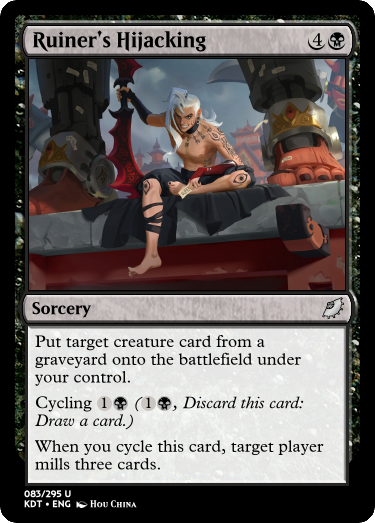 Ruiner's Hijacking 4
Sorcery
Put target creature card from a
graveyard onto the battlefield under
your control.
Cycling 1 (1, Discard this card:
Draw a card.)
When you cycle this card, target player
mills three cards.
083/295 U
KDT • ENG Hou China